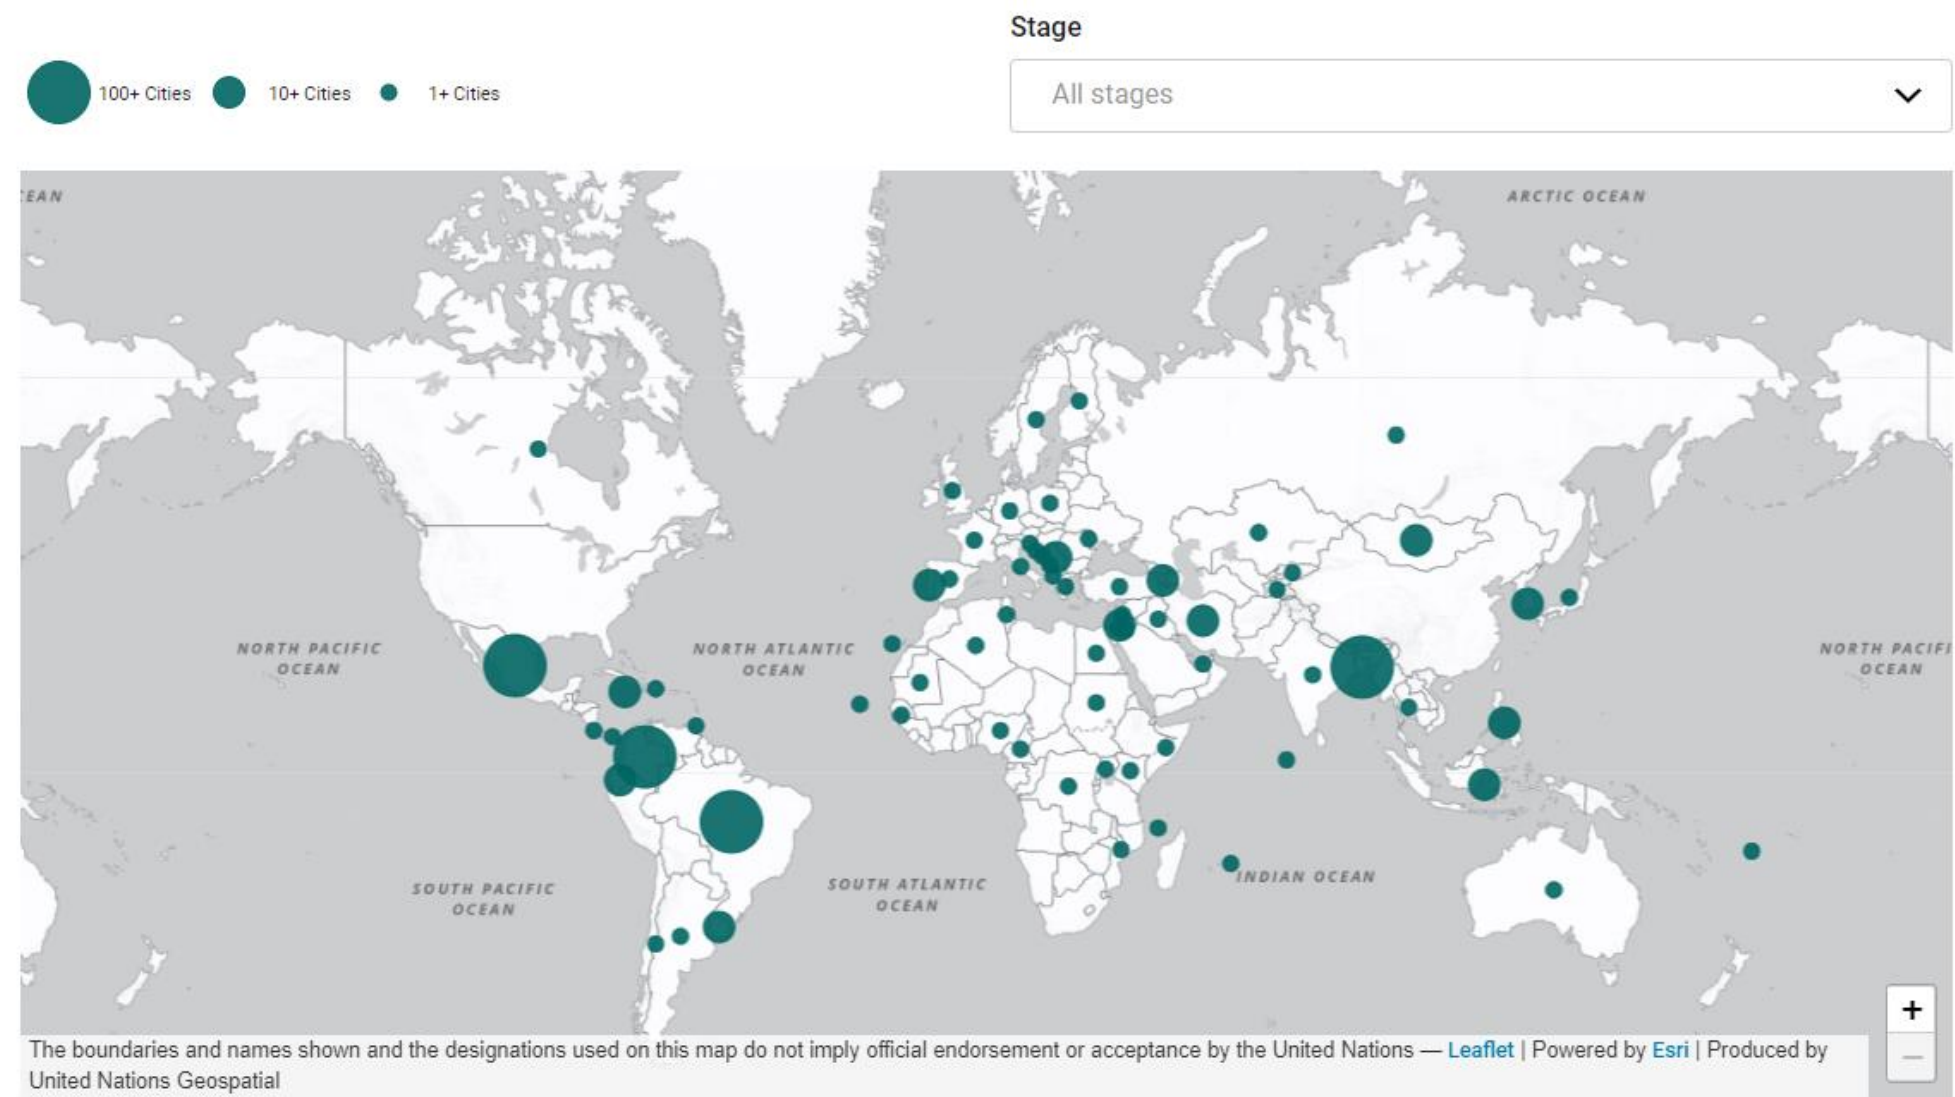 Stage
100+ Cities 10+ Cities 1+ Cities
All stages
EAN
ARCTIC OCEAN
NORTH PACIFIC
OCEAN
NORTH ATLANTIC
OCEAN
NORTH PACIFI
OCEAN
SOUTH PACIFIC
OCEAN
SOUTH ATLANTIC
OCEAN
INDIAN OCEAN
+
−
The boundaries and names shown and the designations used on this map do not imply official endorsement or acceptance by the United Nations — Leaflet | Powered by Esri | Produced by
United Nations Geospatial